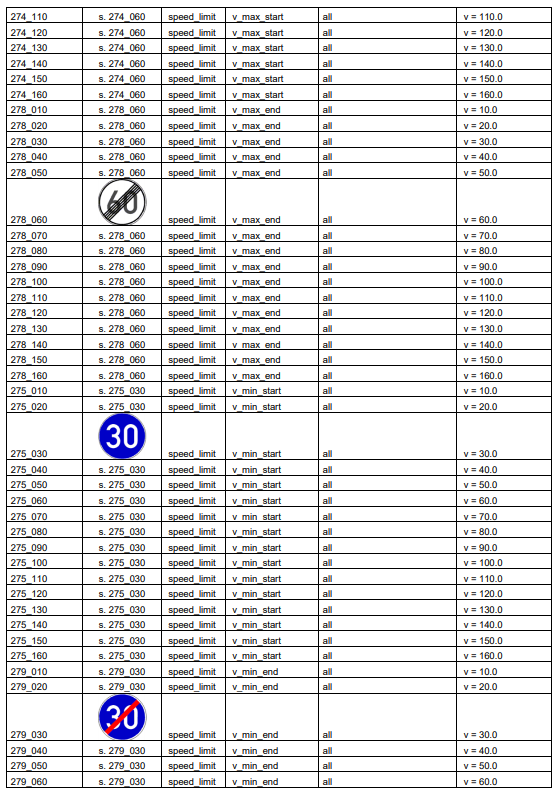 274_110 s. 274_060 speed_limit v_max_start all v = 110.0
274_120 s. 274_060 speed_limit v_max_start all v = 120.0
274_130 s. 274_060 speed_limit v_max_start all v = 130.0
274_140 s. 274_060 speed_limit v_max_start all v = 140.0
274_150 s. 274_060 speed_limit v_max_start all v = 150.0
274_160 s. 274_060 speed_limit v_max_start all v = 160.0
278_010 s. 278_060 speed_limit v_max_end all v = 10.0
278_020 s. 278_060 speed_limit v_max_end all v = 20.0
278_030 s. 278_060 speed_limit v_max_end all v = 30.0
278_040 s. 278_060 speed_limit v_max_end all v = 40.0
278_050 s. 278_060 speed_limit v_max_end all v = 50.0
60
278_060 speed_limit v_max_end all v = 60.0
278_070 s. 278_060 speed_limit v_max_end all v = 70.0
278_080 s. 278_060 speed_limit v_max_end all v = 80.0
278_090 s. 278_060 speed_limit v_max_end all v = 90.0
278_100 s. 278_060 speed_limit v_max_end all v = 100.0
278_110 s. 278_060 speed_limit v_max_end all v = 110.0
278_120 s. 278_060 speed_limit v_max_end all v = 120.0
278_130 s. 278_060 speed_limit v_max_end all v = 130.0
278_140 s. 278_060 speed_limit v_max_end all v = 140.0
278_150 s. 278_060 speed_limit v_max_end all v = 150.0
278_160 s. 278_060 speed_limit v_max_end all v = 160.0
275_010 s. 275_030 speed_limit v_min_start all v = 10.0
275_020 s. 275_030 speed_limit v_min_start all v = 20.0
30
275_030 speed_limit v_min_start all v = 30.0
275_040 s. 275_030 speed_limit v_min_start all v = 40.0
275_050 s. 275_030 speed_limit v_min_start all v = 50.0
275_060 s. 275_030 speed_limit v_min_start all v = 60.0
275_070 s. 275_030 speed_limit v_min_start all v = 70.0
275_080 s. 275_030 speed_limit v_min_start all v = 80.0
275_090 s. 275_030 speed_limit v_min_start all v = 90.0
275_100 s. 275_030 speed_limit v_min_start all v = 100.0
275_110 s. 275_030 speed_limit v_min_start all v = 110.0
275_120 s. 275_030 speed_limit v_min_start all v = 120.0
275_130 s. 275_030 speed_limit v_min_start all v = 130.0
275_140 s. 275_030 speed_limit v_min_start all v = 140.0
275_150 s. 275_030 speed_limit v_min_start all v = 150.0
275_160 s. 275_030 speed_limit v_min_start all v = 160.0
279_010 s. 279_030 speed_limit v_min_end all v = 10.0
279_020 s. 279_030 speed_limit v_min_end all v = 20.0
30
279_030 speed_limit v_min_end all v = 30.0
279_040 s. 279_030 speed_limit v_min_end all v = 40.0
279_050 s. 279_030 speed_limit v_min_end all v = 50.0
279_060 s. 279_030 speed_limit v_min_end all v = 60.0